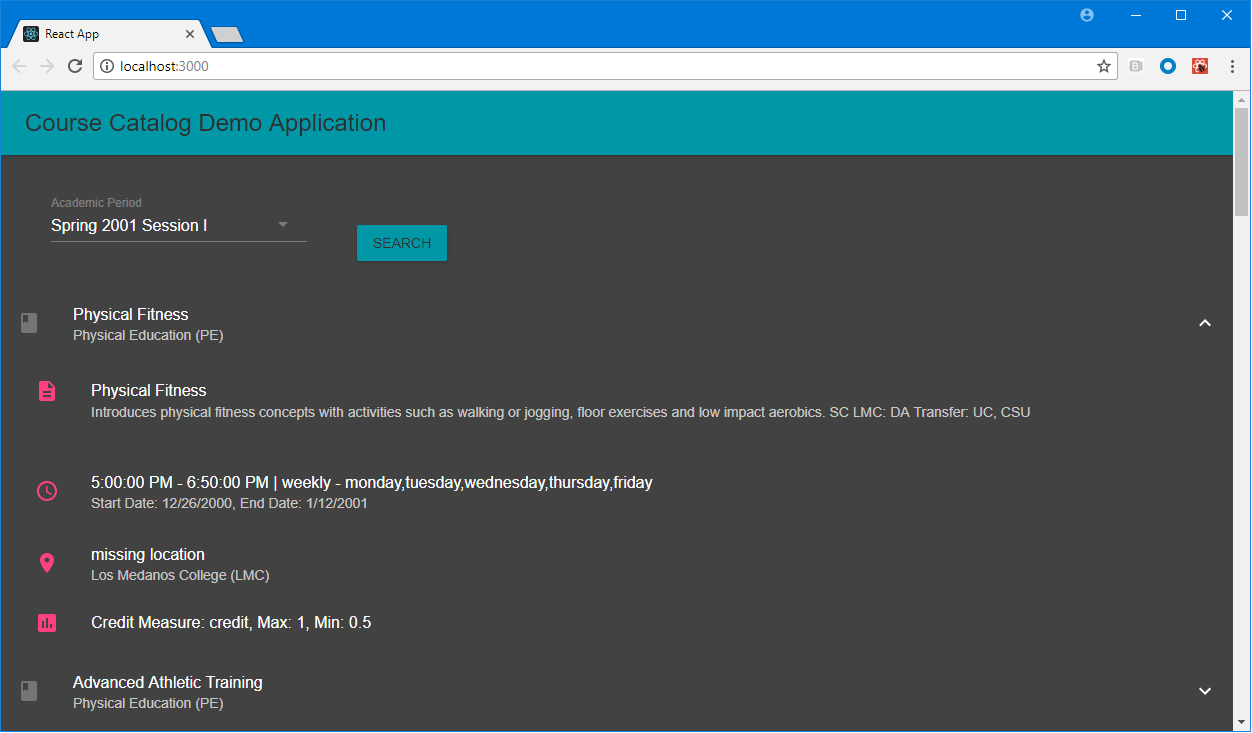 React App
localhost:3000
Course Catalog Demo Application
Academic Period
Spring 2001 Session I
SEARCH
Physical Fitness
Physical Education (PE)
Physical Fitness
Introduces physical fitness concepts with activities such as walking or jogging, floor exercises and low impact aerobics. SC LMC: DA Transfer: UC, CSU
5:00:00 PM - 6:50:00 PM | weekly - monday,tuesday,wednesday,thursday,friday
Start Date: 12/26/2000, End Date: 1/12/2001
missing location
Los Medanos College (LMC)
Credit Measure: credit, Max: 1, Min: 0.5
Advanced Athletic Training
Physical Education (PE)